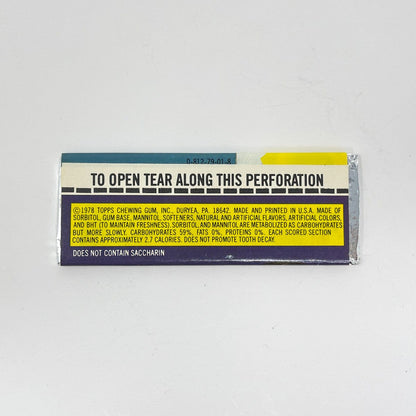 0-812-79-01-8
TO OPEN TEAR ALONG THIS PERFORATION
©1978 TOPPS CHEWING GUM, INC., DURYEA, PA. 18642. MADE AND PRINTED IN U.S.A. MADE OF
SORBITOL, GUM BASE, MANNITOL, SOFTENERS, NATURAL AND ARTIFICIAL FLAVORS, ARTIFICIAL COLORS,
AND BHT (TO MAINTAIN FRESHNESS). SORBITOL AND MANNITOL ARE METABOLIZED AS CARBOHYDRATES
BUT MORE SLOWLY. CARBOHYDRATES 59%, FATS 0%, PROTEINS 0%. EACH SCORED SECTION
CONTAINS APPROXIMATELY 2.7 CALORIES. DOES NOT PROMOTE TOOTH DECAY.
DOES NOT CONTAIN SACCHARIN